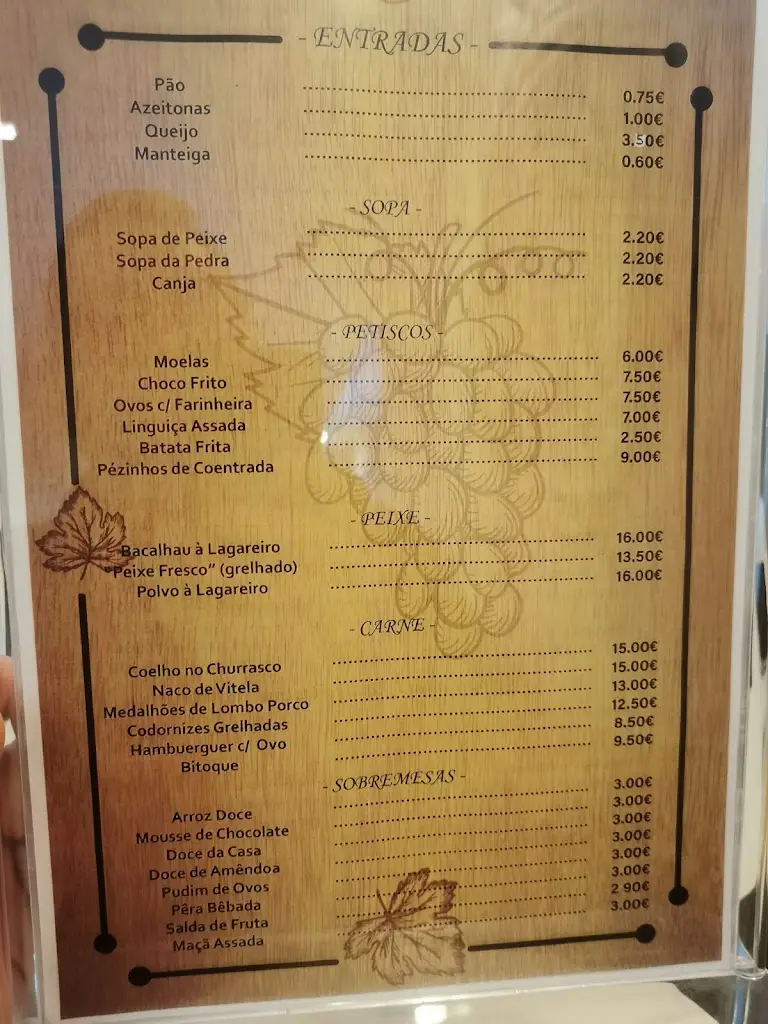 - ENTRADAS -
Pão 0.75€
Azeitonas 1.00€
Queijo 3.50€
Manteiga 0.60€
- SOPA -
Sopa de Peixe 2.20€
Sopa da Pedra 2.20€
Canja 2.20€
- PETISCOS -
Moelas 6.00€
Choco Frito 7.50€
Ovos c/ Farinheira 7.50€
Linguiça Assada 7.00€
Batata Frita 2.50€
Pézinhos de Coentrada 9.00€
- PEIXE -
Bacalhau à Lagareiro 16.00€
"Peixe Fresco" (grelhado) 13.50€
Polvo à Lagareiro 16.00€
- CARNE -
Coelho no Churrasco 15.00€
Naco de Vitela 15.00€
Medalhões de Lombo Porco 13.00€
Codornizes Grelhadas 12.50€
Hambuerguer c/ Ovo 8.50€
Bitoque 9.50€
- SOBREMESAS -
Arroz Doce 3.00€
Mousse de Chocolate 3.00€
Doce da Casa 3.00€
Doce de Amêndoa 3.00€
Pudim de Ovos 3.00€
Pêra Bêbada 3.00€
Salda de Fruta 2 90€
Maçã Assada 3.00€